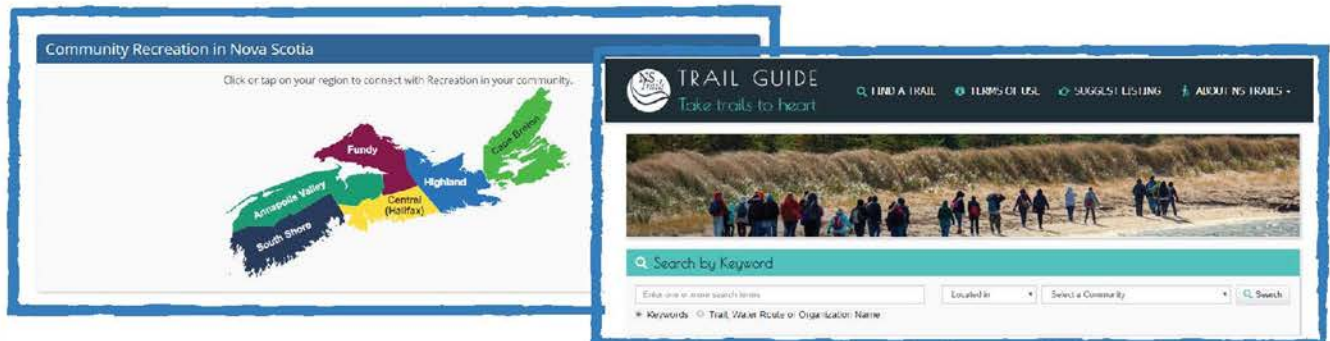 Community Recreation in Nova Scotia
Click or tap on your region to connect with Recreation in your community.
Fundy
Cape Breton
Highland
Annapolis Valley
Central
(Halifax)
South Shore
NS
Trails
TRAIL GUIDE
Take trails to heart
FIND A TRAIL
TERMS OF USE
SUGGEST LISTING
ABOUT NS TRAILS
Search by Keyword
Enter one or more search terms
Located in
Select a Community
Search
Keywords
Trail, Water Route or Organization Name